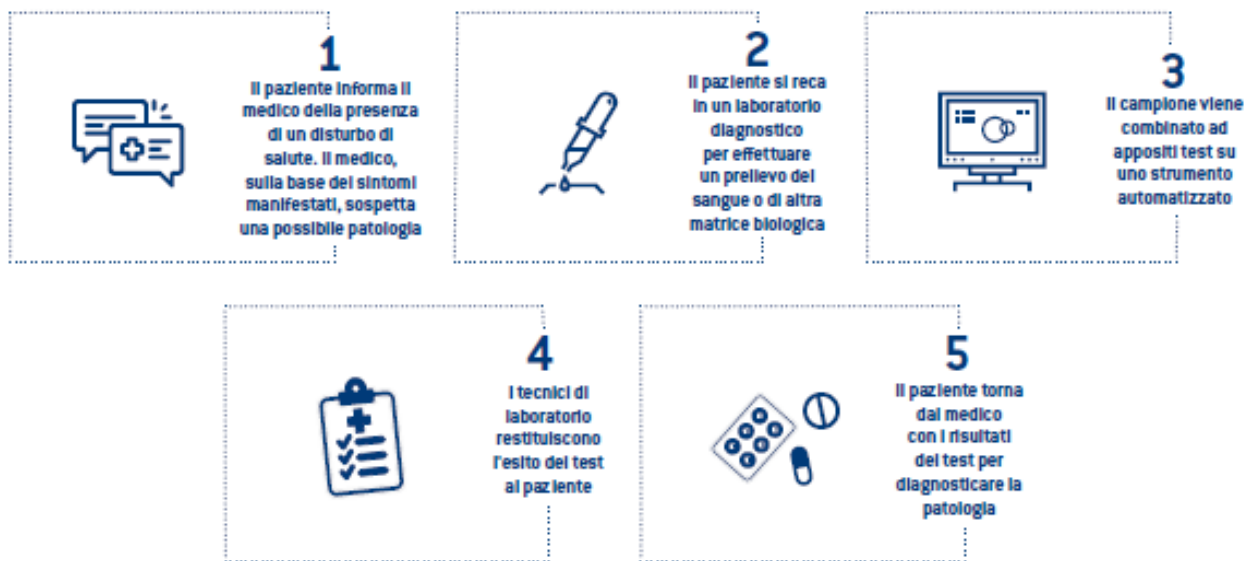 1
Il paziente informa il
medico della presenza
di un disturbo di
salute. Il medico,
sulla base dei sintomi
manifestati, sospetta
una possibile patologia
2
Il paziente si reca
in un laboratorio
diagnostico
per effettuare
un prelievo del
sangue o di altra
matrice biologica
3
Il campione viene
combinato ad
appositi test su
uno strumento
automatizzato
4
I tecnici di
laboratorio
restituiscono
l'esito del test
al paziente
5
Il paziente torna
dal medico
con i risultati
del test per
diagnosticare la
patologia